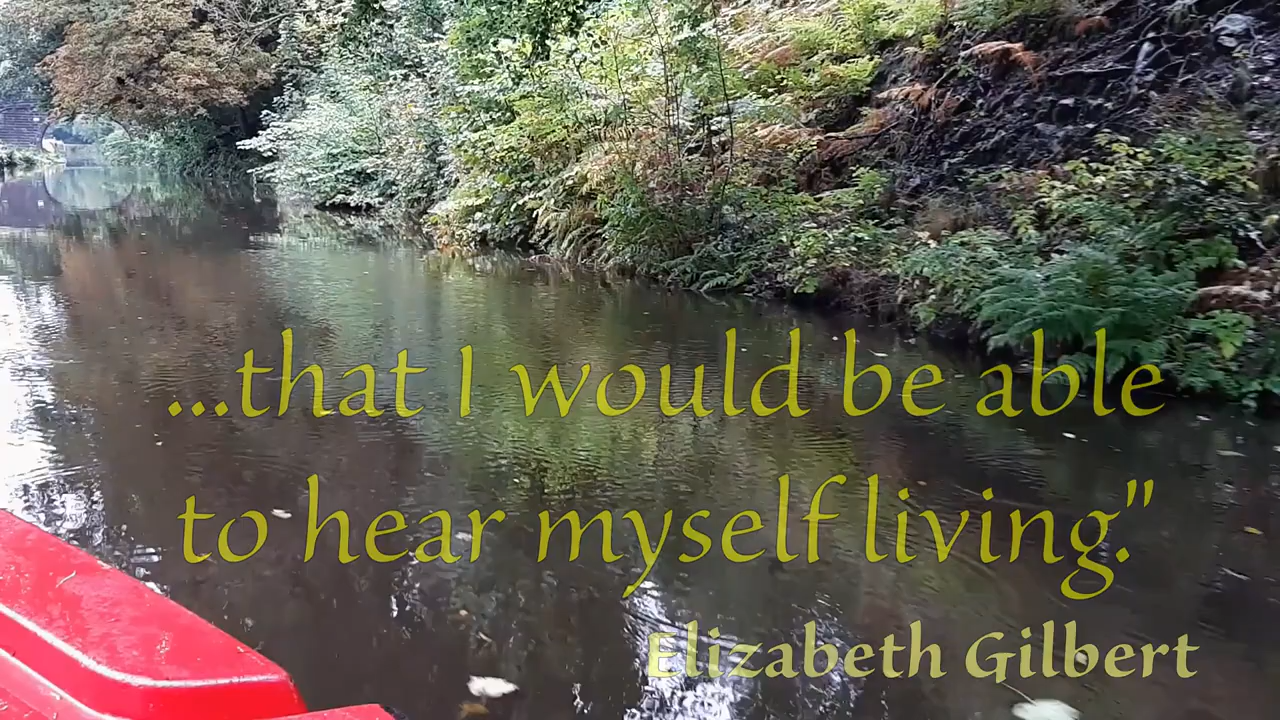 ...that I would be able
to hear myself living."
Elizabeth Gilbert